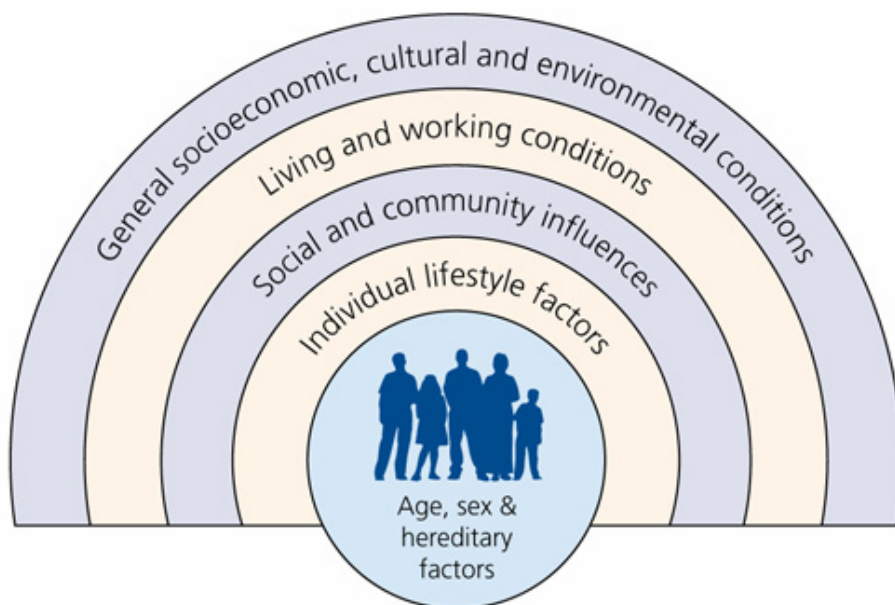 General socioeconomic, cultural and environmental conditions
Living and working conditions
Social and community influences
Individual lifestyle factors
Age, sex &
hereditary
factors